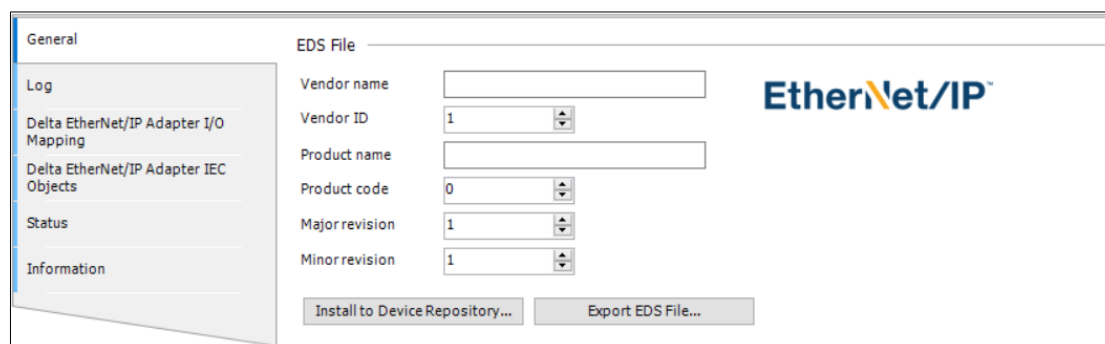 General
Log
Delta EtherNet/IP Adapter I/O
Mapping
Delta EtherNet/IP Adapter IEC
Objects
Status
Information
EDS File
Vendor name
Vendor ID 1
Product name
Product code 0
Major revision 1
Minor revision 1
Install to Device Repository... Export EDS File...
EtherNet/IP™